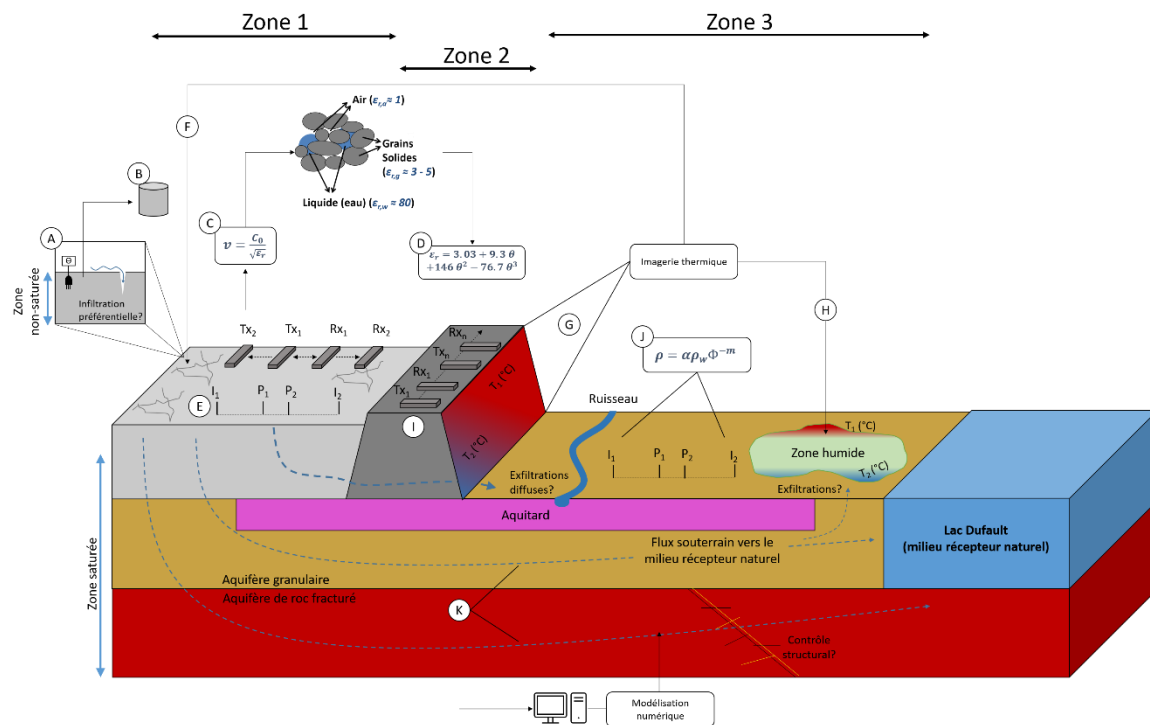 Zone 1
Zone 2
Zone 3
F
Air (εr,a≈ 1)
Grains
Solides
(εr,g ≈ 3 - 5)
Liquide (eau) (εr,w ≈ 80)
B
C
v = C0/√εr
D
εr = 3.03 + 9.3 θ
+146 θ² − 76.7 θ³
Imagerie thermique
A
θ
Infiltration
préférentielle?
Zone
non-saturée
G
H
J
ρ = αρwΦ⁻ᵐ
Tx2
Tx1
Rx1
Rx2
Rxn
Txn
Rx1
Tx1
T1 (°C)
T2 (°C)
E
I1
P1
P2
I2
I
Ruisseau
I1
P1
P2
I2
T1 (°C)
Zone humide
T2 (°C)
Exfiltrations
diffuses?
Exfiltrations?
Aquitard
Lac Dufault
(milieu récepteur naturel)
Flux souterrain vers le
milieu récepteur naturel
Zone saturée
Aquifère granulaire
Aquifère de roc fracturé
K
Contrôle
structural?
Modélisation
numérique